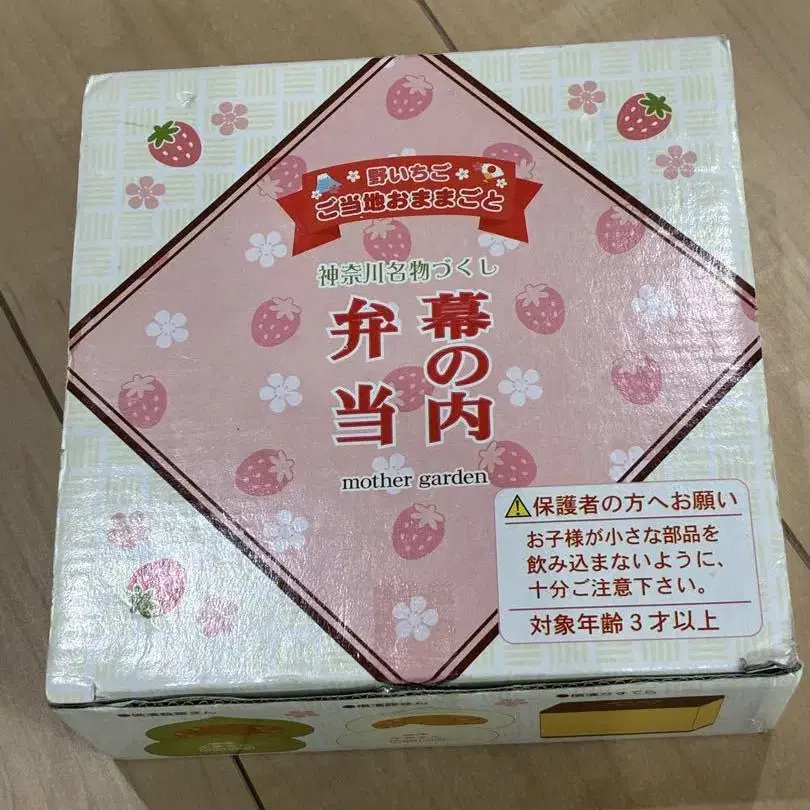 野いちご
ご当地おままごと
神奈川名物づくし
幕の内
弁当
mother garden
⚠保護者の方へお願い
お子様が小さな部品を
飲み込まないように、
十分ご注意下さい。
対象年齢3才以上